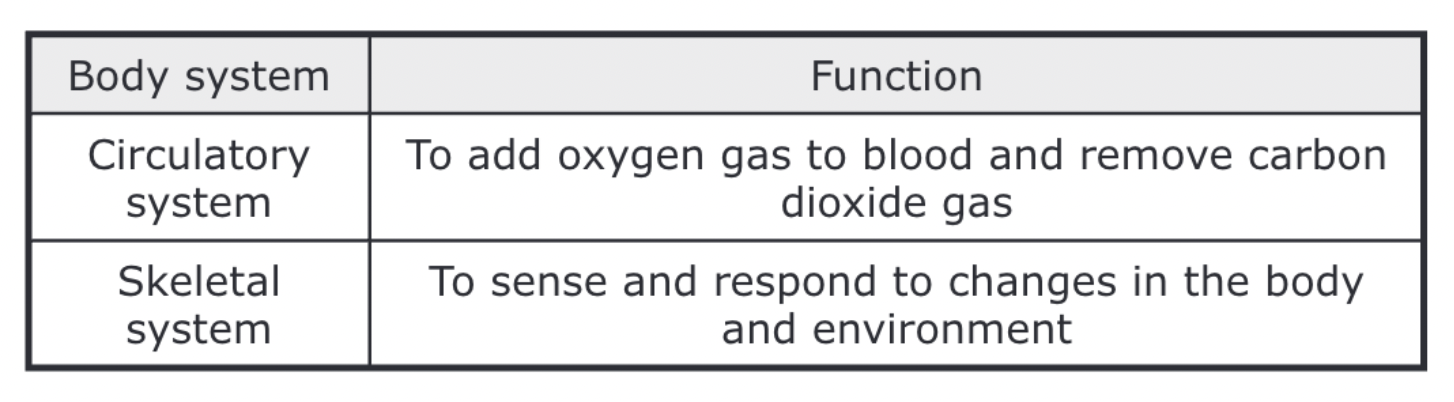 Body system
Function
Circulatory
system
To add oxygen gas to blood and remove carbon
dioxide gas
Skeletal
system
To sense and respond to changes in the body
and environment